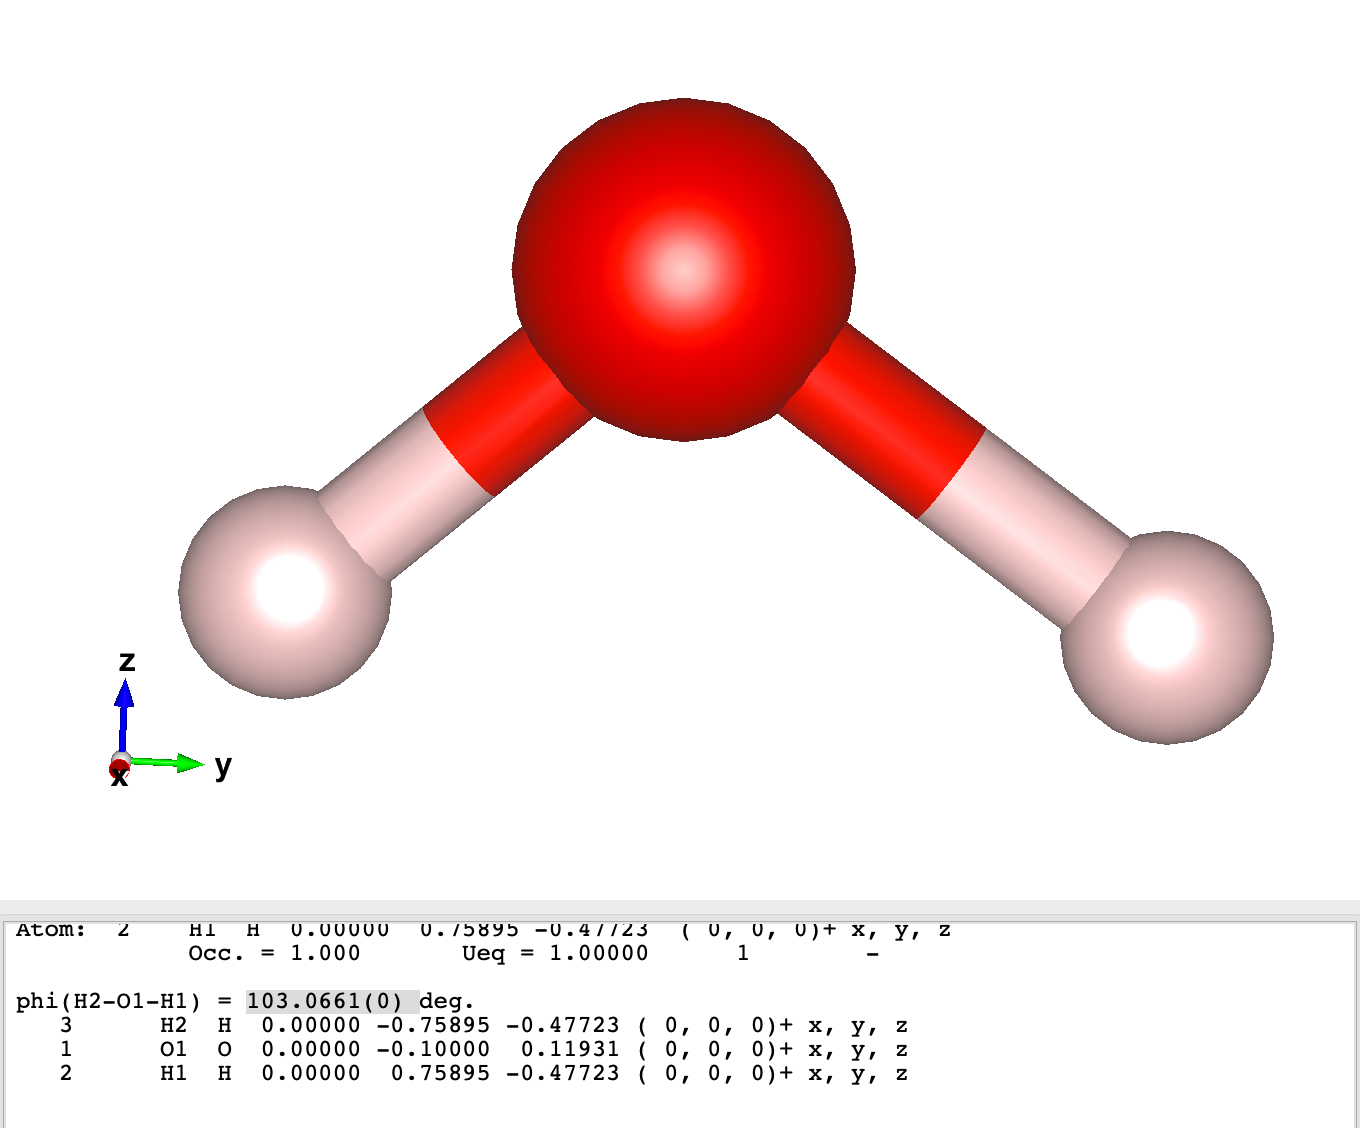 z
y
x
Atom: 2 H1 H 0.00000 0.75895 -0.47723 ( 0, 0, 0)+ x, y, z
Occ. = 1.000 Ueq = 1.00000 1 -
phi(H2-O1-H1) = 103.0661(0) deg.
3 H2 H 0.00000 -0.75895 -0.47723 ( 0, 0, 0)+ x, y, z
1 O1 O 0.00000 -0.10000 0.11931 ( 0, 0, 0)+ x, y, z
2 H1 H 0.00000 0.75895 -0.47723 ( 0, 0, 0)+ x, y, z